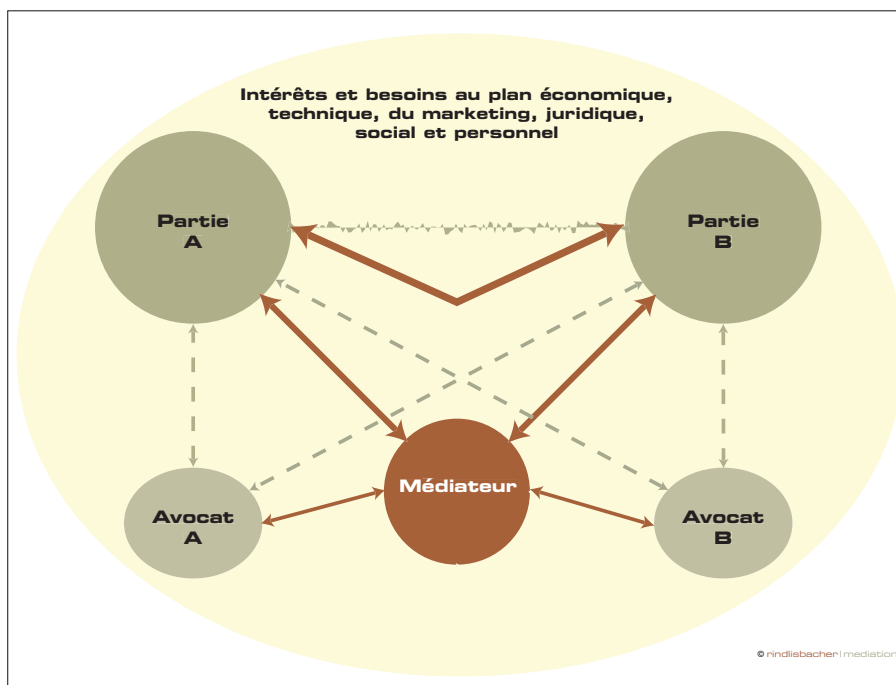 Intérêts et besoins au plan économique,
technique, du marketing, juridique,
social et personnel
Partie
A
Partie
B
Médiateur
Avocat
A
Avocat
B
© rindlisbacher | mediation